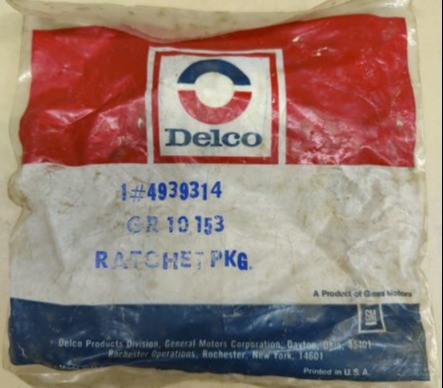 Delco
1#4939314
GR 10,153
RATCHET PKG.
A Product of General Motors
GM
Delco Products Division, General Motors Corporation, Dayton, Ohio, 45401
Rochester Operations, Rochester, New York, 14601
Printed in U.S.A.